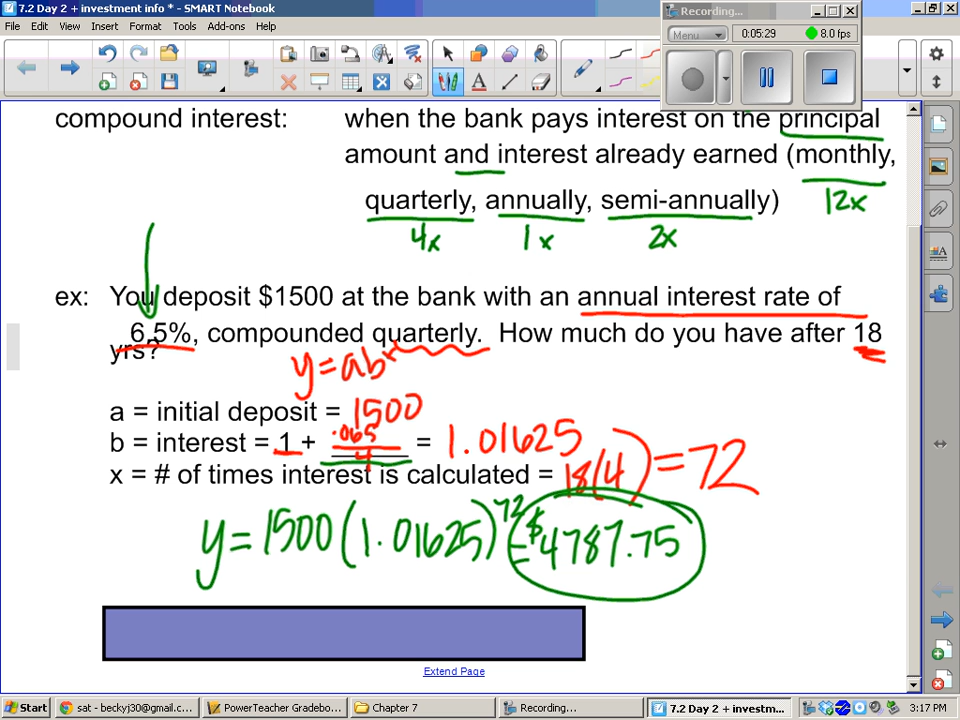 7.2 Day 2 + investment info * - SMART Notebook
Recording...
File Edit View Insert Format Tools Add-ons Help
Menu 0:05:29 8.0 fps
compound interest: when the bank pays interest on the principal
amount and interest already earned (monthly,
12x
quarterly, annually, semi-annually)
4x 1x 2x
ex: You deposit $1500 at the bank with an annual interest rate of
6.5%, compounded quarterly. How much do you have after 18
yrs?
y=abˣ
a = initial deposit = 1500
b = interest = 1 + .065/4 = 1.01625
x = # of times interest is calculated = 18(4) = 72
y = 1500(1.01625)⁷² = $4787.75
Extend Page
Start sat - beckyj30@gmail.c... PowerTeacher Gradebo... Chapter 7 Recording... 7.2 Day 2 + investme... 3:17 PM